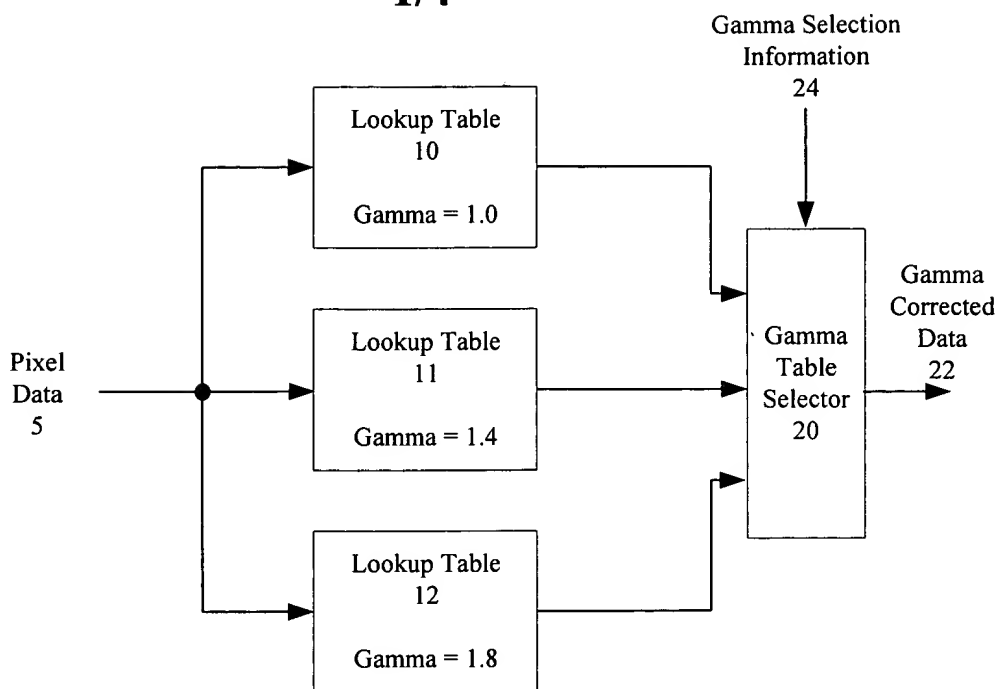 Gamma Selection
Information
24
Lookup Table
10
Gamma = 1.0
Lookup Table
11
Gamma = 1.4
Lookup Table
12
Gamma = 1.8
Pixel
Data
5
Gamma
Table
Selector
20
Gamma
Corrected
Data
22